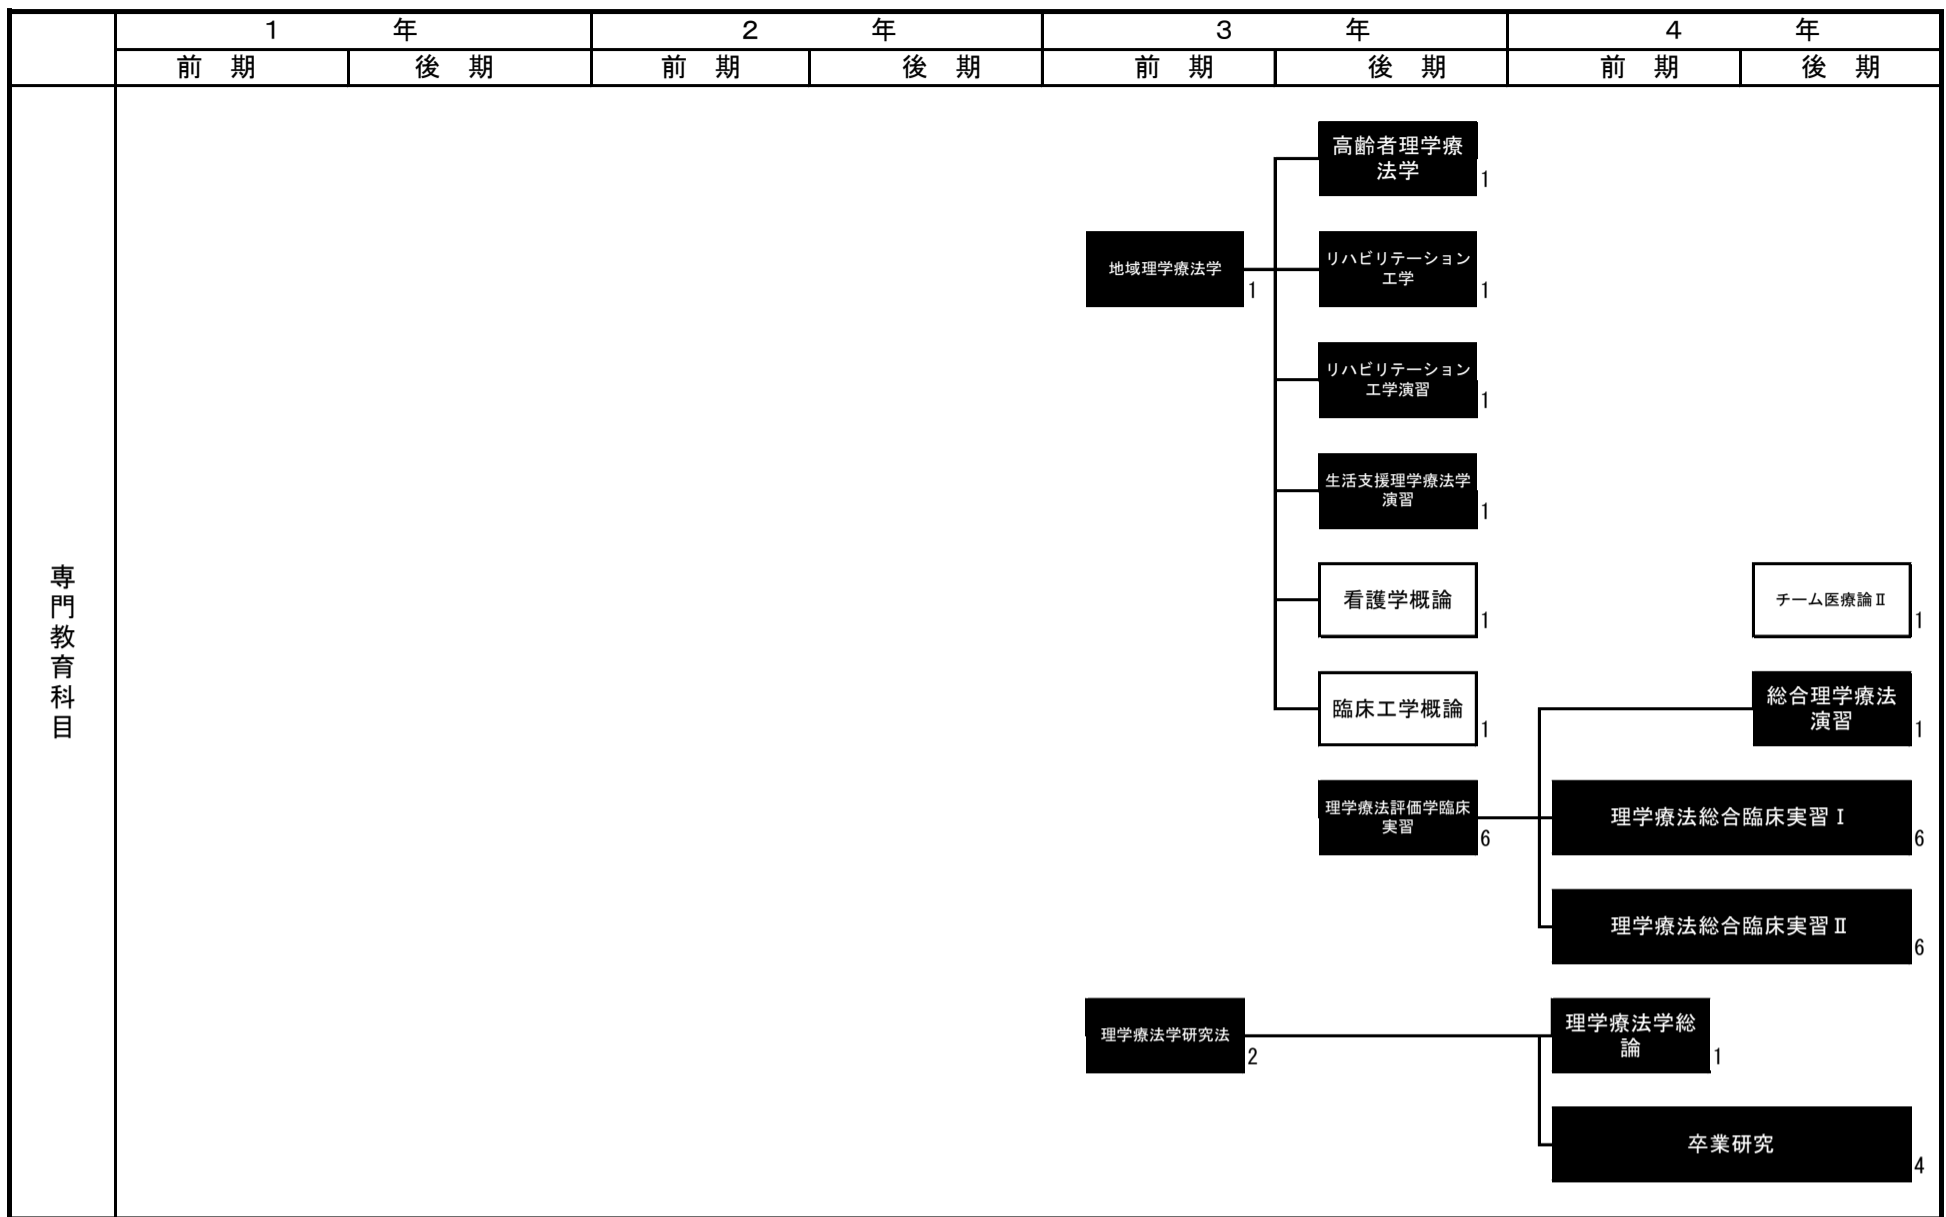 1 年 2 年 3 年 4 年
前 期 後 期 前 期 後 期 前 期 後 期 前 期 後 期
専門教育科目
高齢者理学療
法学
1
地域理学療法学
1
リハビリテーション
工学
1
リハビリテーション
工学演習
1
生活支援理学療法学
演習
1
看護学概論
1
チーム医療論Ⅱ
1
臨床工学概論
1
総合理学療法
演習
1
理学療法評価学臨床
実習
6
理学療法総合臨床実習Ⅰ
6
理学療法総合臨床実習Ⅱ
6
理学療法学研究法
2
理学療法学総
論
1
卒業研究
4